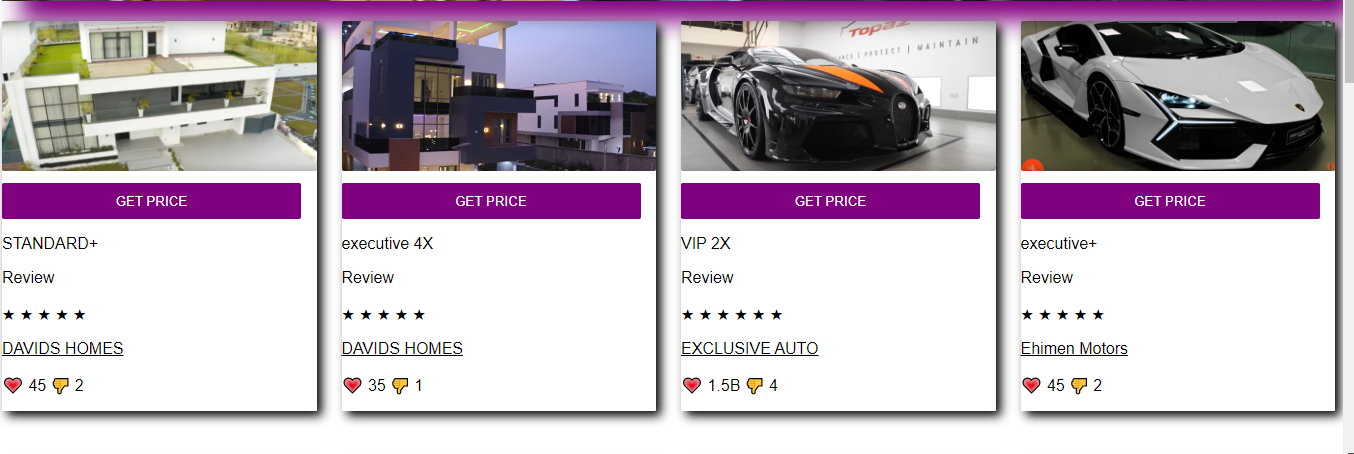 Topaz
ANCE | PROTECT | MAINTAIN
GET PRICE
STANDARD+
Review
★ ★ ★ ★ ★
DAVIDS HOMES
45 2
GET PRICE
executive 4X
Review
★ ★ ★ ★ ★
DAVIDS HOMES
35 1
GET PRICE
VIP 2X
Review
★ ★ ★ ★ ★ ★
EXCLUSIVE AUTO
1.5B 4
GET PRICE
executive+
Review
★ ★ ★ ★ ★
Ehimen Motors
45 2